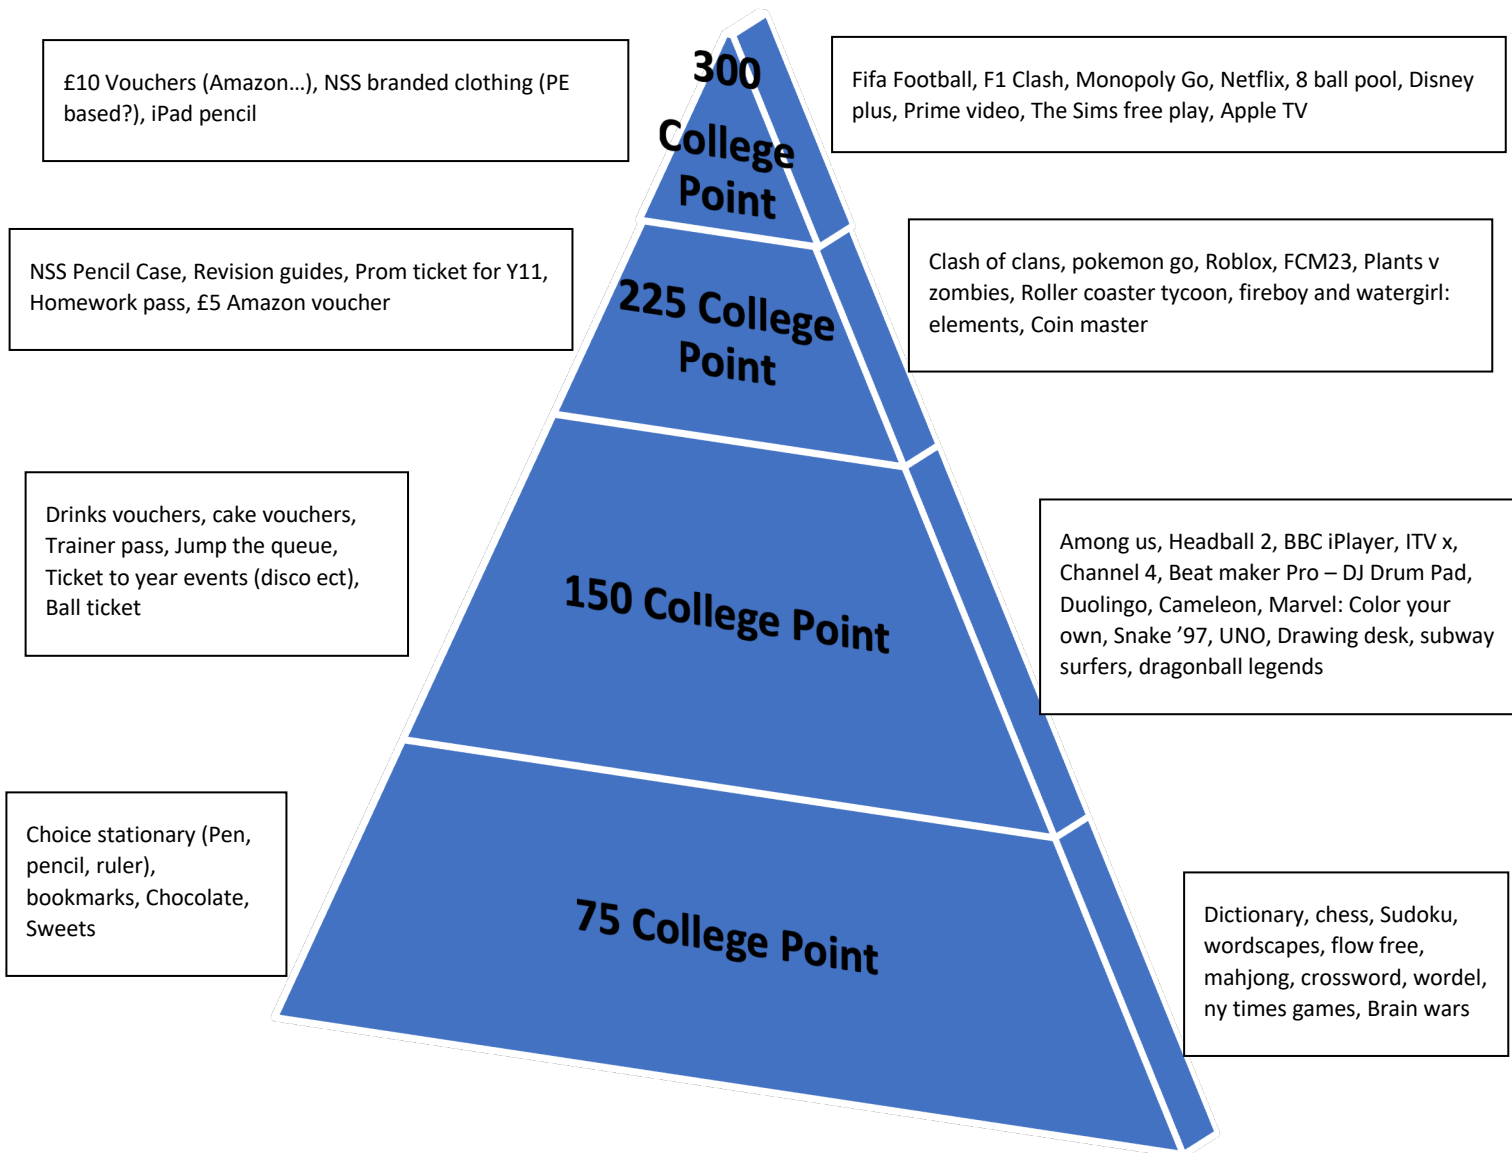 £10 Vouchers (Amazon…), NSS branded clothing (PE
based?), iPad pencil
300
College
Point
Fifa Football, F1 Clash, Monopoly Go, Netflix, 8 ball pool, Disney
plus, Prime video, The Sims free play, Apple TV
NSS Pencil Case, Revision guides, Prom ticket for Y11,
Homework pass, £5 Amazon voucher
225 College
Point
Clash of clans, pokemon go, Roblox, FCM23, Plants v
zombies, Roller coaster tycoon, fireboy and watergirl:
elements, Coin master
Drinks vouchers, cake vouchers,
Trainer pass, Jump the queue,
Ticket to year events (disco ect),
Ball ticket
150 College Point
Among us, Headball 2, BBC iPlayer, ITV x,
Channel 4, Beat maker Pro – DJ Drum Pad,
Duolingo, Cameleon, Marvel: Color your
own, Snake ’97, UNO, Drawing desk, subway
surfers, dragonball legends
Choice stationary (Pen,
pencil, ruler),
bookmarks, Chocolate,
Sweets
75 College Point
Dictionary, chess, Sudoku,
wordscapes, flow free,
mahjong, crossword, wordel,
ny times games, Brain wars